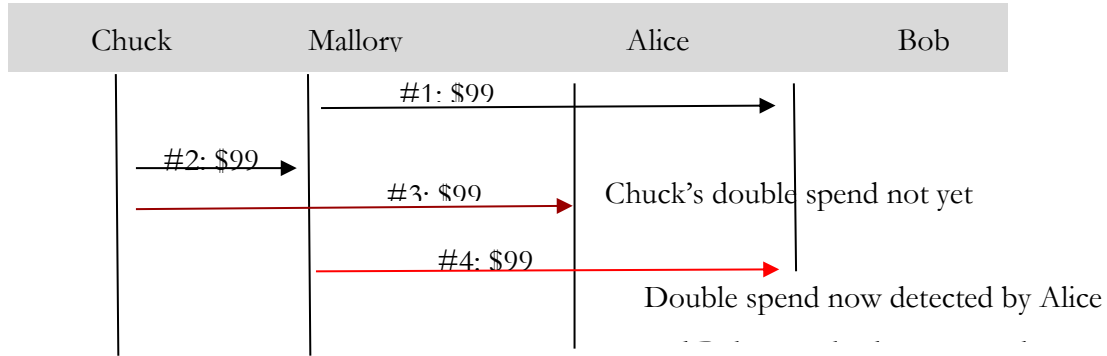 Chuck Mallory Alice Bob
#1: $99
#2: $99
#3: $99
Chuck's double spend not yet
#4: $99
Double spend now detected by Alice